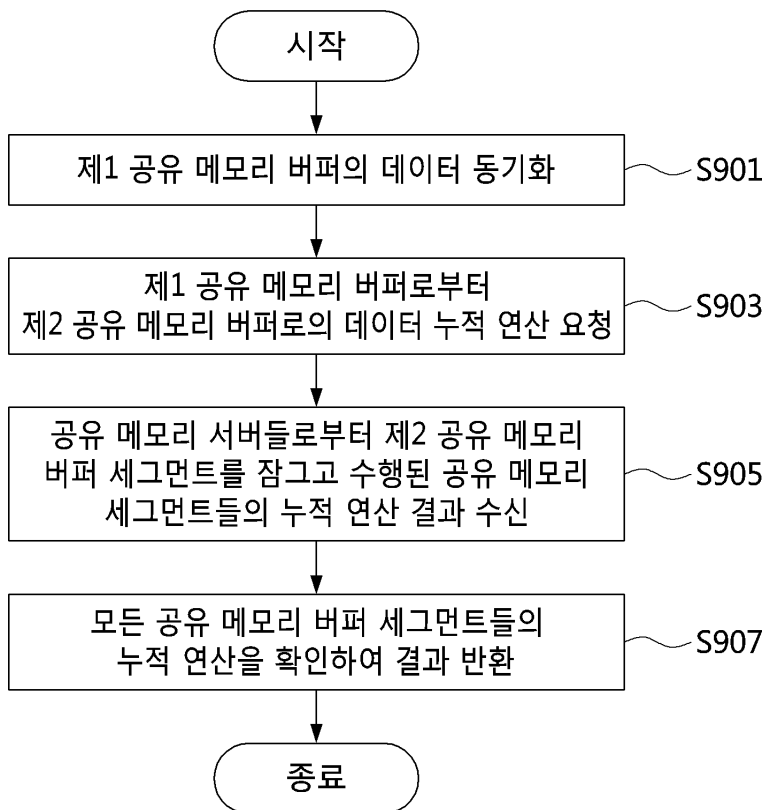 시작
제1 공유 메모리 버퍼의 데이터 동기화
S901
제1 공유 메모리 버퍼로부터
제2 공유 메모리 버퍼로의 데이터 누적 연산 요청
S903
공유 메모리 서버들로부터 제2 공유 메모리
버퍼 세그먼트를 잠그고 수행된 공유 메모리
세그먼트들의 누적 연산 결과 수신
S905
모든 공유 메모리 버퍼 세그먼트들의
누적 연산을 확인하여 결과 반환
S907
종료